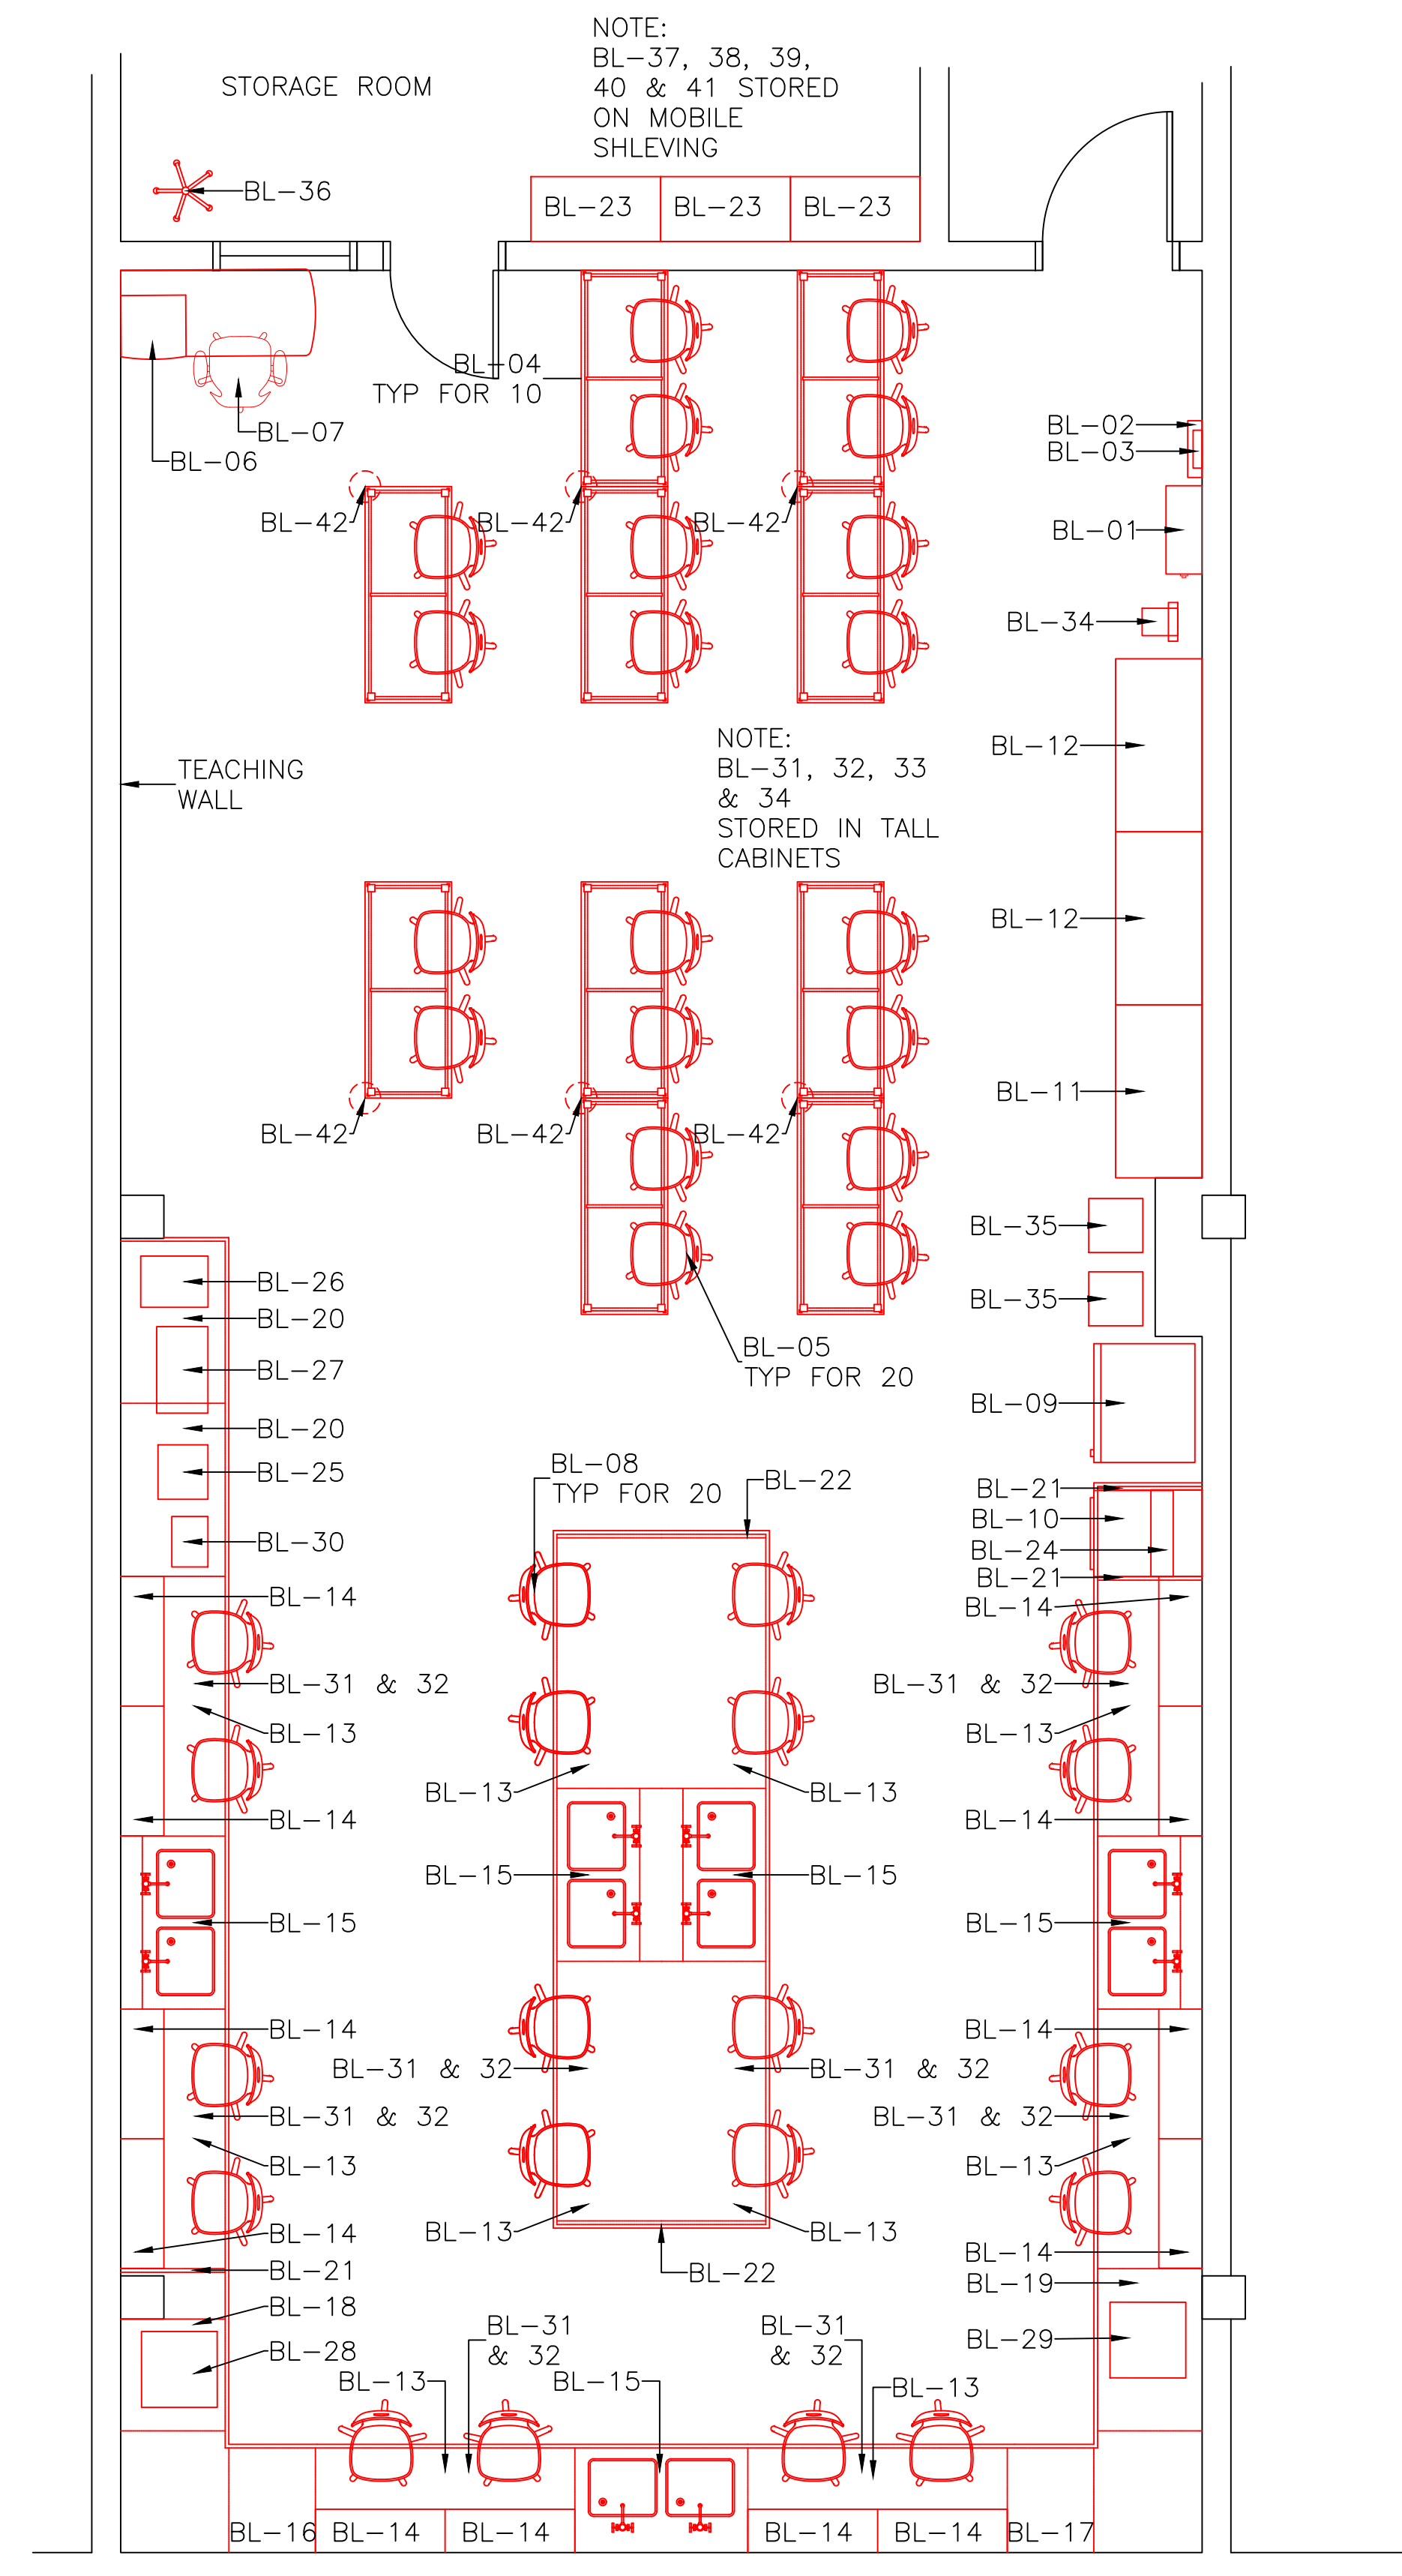 NOTE:
BL-37, 38, 39,
40 & 41 STORED
ON MOBILE
SHLEVING
STORAGE ROOM
BL-36
BL-23
BL-23
BL-23
BL-04
TYP FOR 10
BL-07
BL-06
BL-02
BL-03
BL-42
BL-42
BL-42
BL-01
BL-34
NOTE:
BL-31, 32, 33
& 34
STORED IN TALL
CABINETS
BL-12
TEACHING
WALL
BL-12
BL-11
BL-42
BL-42
BL-42
BL-35
BL-26
BL-35
BL-20
BL-05
TYP FOR 20
BL-27
BL-09
BL-20
BL-08
TYP FOR 20
BL-25
BL-22
BL-21
BL-10
BL-30
BL-24
BL-21
BL-14
BL-14
BL-31 & 32
BL-31 & 32
BL-13
BL-13
BL-13
BL-13
BL-14
BL-14
BL-15
BL-15
BL-15
BL-15
BL-14
BL-14
BL-31 & 32
BL-31 & 32
BL-31 & 32
BL-31 & 32
BL-13
BL-13
BL-14
BL-13
BL-13
BL-14
BL-21
BL-22
BL-19
BL-18
BL-31
& 32
BL-31
& 32
BL-28
BL-29
BL-13
BL-15
BL-13
BL-16
BL-14
BL-14
BL-14
BL-14
BL-17